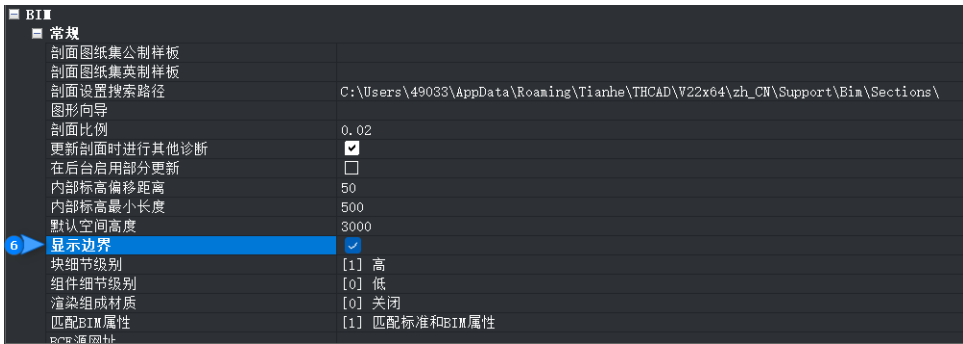 BIM
常规
剖面图纸集公制样板
剖面图纸集英制样板
剖面设置搜索路径 C:\Users\49033\AppData\Roaming\Tianhe\THCAD\V22x64\zh_CN\Support\Bim\Sections\
图形向导
剖面比例 0.02
更新剖面时进行其他诊断
在后台启用部分更新
内部标高偏移距离 50
内部标高最小长度 500
默认空间高度 3000
6 显示边界
块细节级别 [1] 高
组件细节级别 [0] 低
渲染组成材质 [0] 关闭
匹配BIM属性 [1] 匹配标准和BIM属性